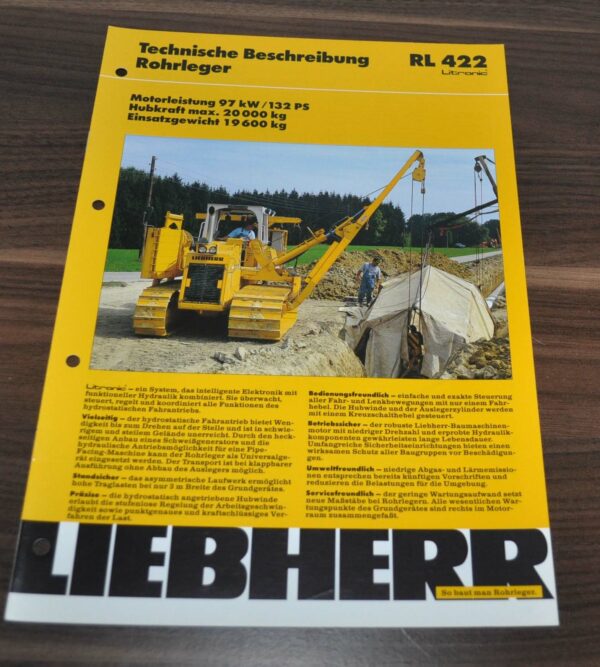 Technische Beschreibung
Rohrleger
RL 422
Litronic
Motorleistung 97 kW/132 PS
Hubkraft max. 20 000 kg
Einsatzgewicht 19 600 kg
LIEBHERR
Litronic – ein System, das intelligente Elektronik mit
funktioneller Hydraulik kombiniert. Sie überwacht,
steuert, regelt und koordiniert alle Funktionen des
hydrostatischen Fahrantriebs.
Vielseitig – der hydrostatische Fahrantrieb bietet Wen-
digkeit bis zum Drehen auf der Stelle und ist in schwie-
rigem und steilem Gelände unerreicht. Durch den heck-
seitigen Anbau eines Schweißgenerators und die
hydraulische Antriebsmöglichkeit für eine Pipe-
Facing-Maschine kann der Rohrleger als Universalge-
rät eingesetzt werden. Der Transport ist bei klappbarer
Ausführung ohne Abbau des Auslegers möglich.
Standsicher – das asymmetrische Laufwerk ermöglicht
hohe Traglasten bei nur 3 m Breite des Grundgerätes.
Präzise – die hydrostatisch angetriebene Hubwinde
erlaubt die stufenlose Regelung der Arbeitsgeschwin-
digkeit sowie punktgenaues und kraftschlüssiges Ver-
fahren der Last.
Bedienungsfreundlich – einfache und exakte Steuerung
aller Fahr- und Lenkbewegungen mit nur einem Fahr-
hebel. Die Hubwinde und der Auslegerzylinder werden
mit einem Kreuzschalthebel gesteuert.
Betriebssicher – der robuste Liebherr-Baumaschinen-
motor mit niedriger Drehzahl und erprobte Hydraulik-
komponenten gewährleisten lange Lebensdauer.
Umfangreiche Sicherheitseinrichtungen bieten einen
wirksamen Schutz aller Baugruppen vor Beschädigun-
gen.
Umweltfreundlich – niedrige Abgas- und Lärmemissio-
nen entsprechen bereits künftigen Vorschriften und
reduzieren die Belastungen für die Umgebung.
Servicefreundlich – der geringe Wartungsaufwand setzt
neue Maßstäbe bei Rohrlegern. Alle wesentlichen War-
tungspunkte des Grundgerätes sind rechts im Motor-
raum zusammengefaßt.
LIEBHERR
So baut man Rohrleger.